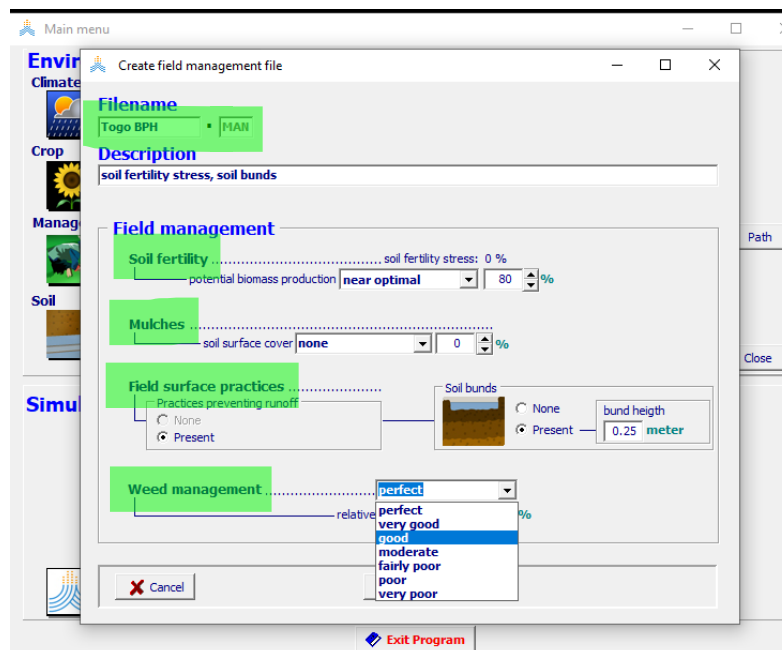 Main menu
Envir
Climate
Crop
Manag
Soil
Simul
Path
Close
Create field management file
Filename
Togo BPH . MAN
Description
soil fertility stress, soil bunds
Field management
Soil fertility ..................................... soil fertility stress: 0 %
potential biomass production near optimal 80 %
Mulches ..................................................................
soil surface cover none 0 %
Field surface practices ....................
Practices preventing runoff
None
Present
Soil bunds
None
Present
bund heigth
0.25 meter
Weed management ........................ perfect
relative %
perfect
very good
good
moderate
fairly poor
poor
very poor
Cancel
Exit Program